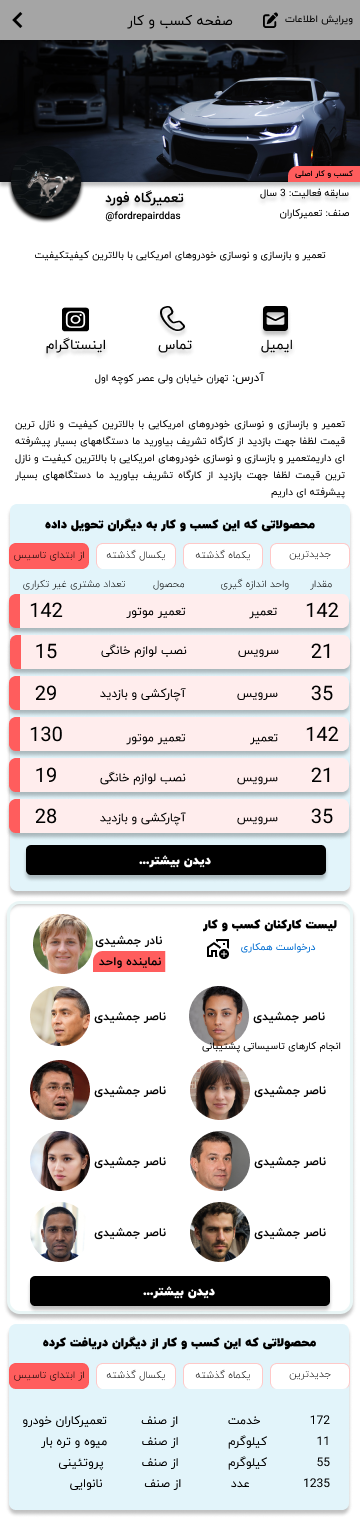 ویرایش اطلاعات
صفحه کسب و کار
کسب و کار اصلی
سابقه فعالیت: 3 سال
تعمیرگاه فورد
صنف: تعمیرکاران
@fordrepairddas
تعمیر و بازسازی و نوسازی خودروهای امریکایی با بالاترین کیفیتکیفیت
ایمیل
تماس
اینستاگرام
آدرس: تهران خیابان ولی عصر کوچه اول
تعمیر و بازسازی و نوسازی خودروهای امریکایی با بالاترین کیفیت و نازل ترین
قیمت لطفا جهت بازدید از کارگاه تشریف بیاورید ما دستگاههای بسیار پیشرفته
ای داریمتعمیر و بازسازی و نوسازی خودروهای امریکایی با بالاترین کیفیت و نازل
ترین قیمت لطفا جهت بازدید از کارگاه تشریف بیاورید ما دستگاههای بسیار
پیشرفته ای داریم
محصولاتی که این کسب و کار به دیگران تحویل داده
جدیدترین یکماه گذشته یکسال گذشته از ابتدای تاسیس
مقدار واحد اندازه گیری محصول تعداد مشتری غیر تکراری
142 تعمیر تعمیر موتور 142
21 سرویس نصب لوازم خانگی 15
35 سرویس آچارکشی و بازدید 29
142 تعمیر تعمیر موتور 130
21 سرویس نصب لوازم خانگی 19
35 سرویس آچارکشی و بازدید 28
دیدن بیشتر...
لیست کارکنان کسب و کار
نادر جمشیدی
درخواست همکاری
نماینده واحد
ناصر جمشیدی ناصر جمشیدی
انجام کارهای تاسیساتی پشتیبانی
ناصر جمشیدی ناصر جمشیدی
ناصر جمشیدی ناصر جمشیدی
ناصر جمشیدی ناصر جمشیدی
دیدن بیشتر...
محصولاتی که این کسب و کار از دیگران دریافت کرده
جدیدترین یکماه گذشته یکسال گذشته از ابتدای تاسیس
172 خدمت از صنف تعمیرکاران خودرو
11 کیلوگرم از صنف میوه و تره بار
55 کیلوگرم از صنف پروتئینی
1235 عدد از صنف نانوایی